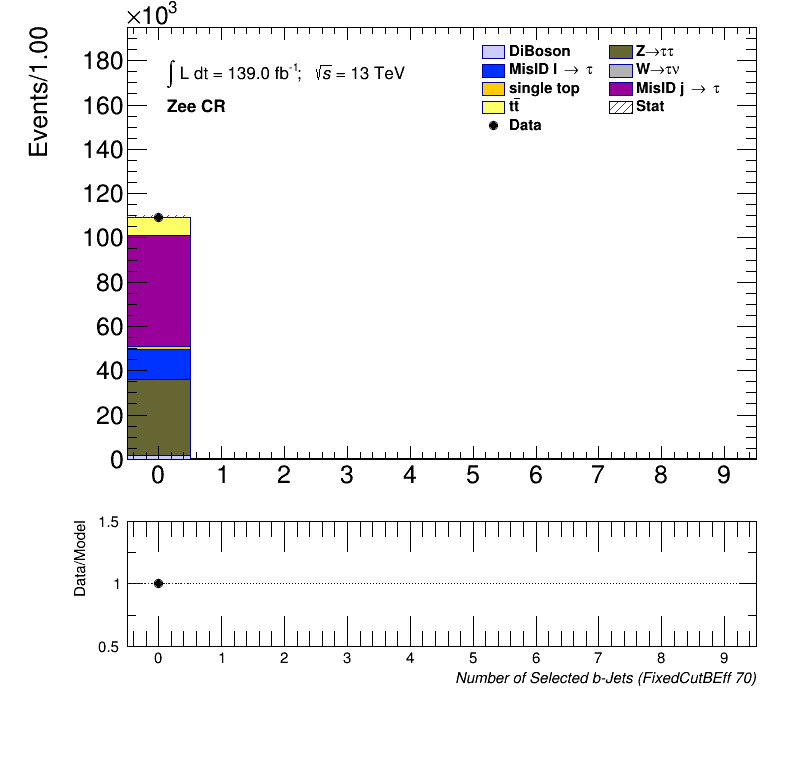 ×10³
Events/1.00
180
160
140
120
100
80
60
40
20
0
∫ L dt = 139.0 fb⁻¹; √s = 13 TeV
Zee CR
DiBoson
MisID l → τ
single top
tt̄
Data
Z→ττ
W→τν
MisID j → τ
Stat
0 1 2 3 4 5 6 7 8 9
Data/Model
1.5
1
0.5
0 1 2 3 4 5 6 7 8 9
Number of Selected b-Jets (FixedCutBEff 70)